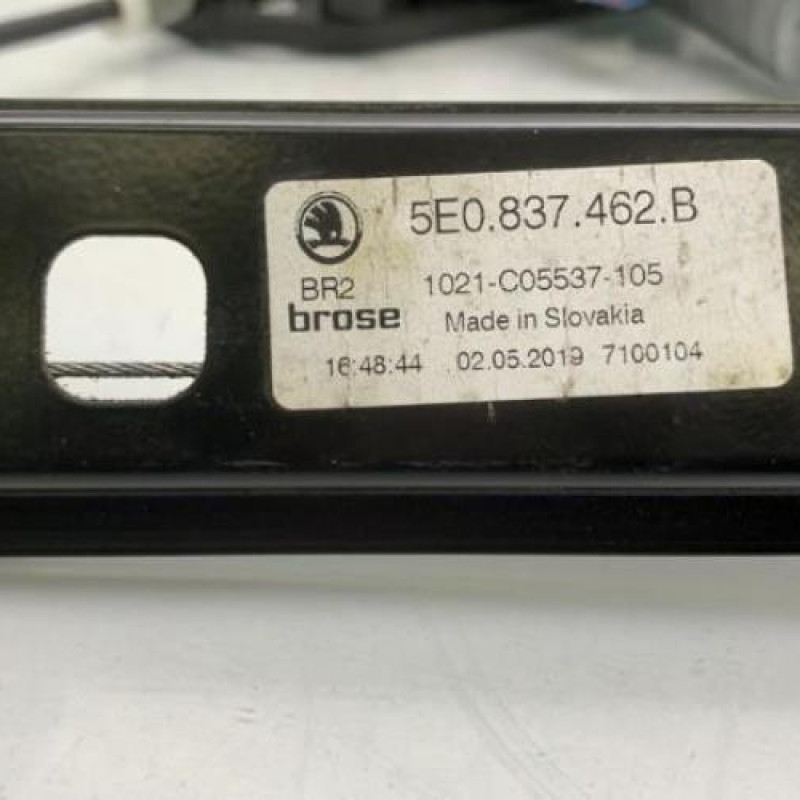 5E0.837.462.B
BR2 1021-C05537-105
brose Made in Slovakia
16:48:44 02.05.2019 7100104